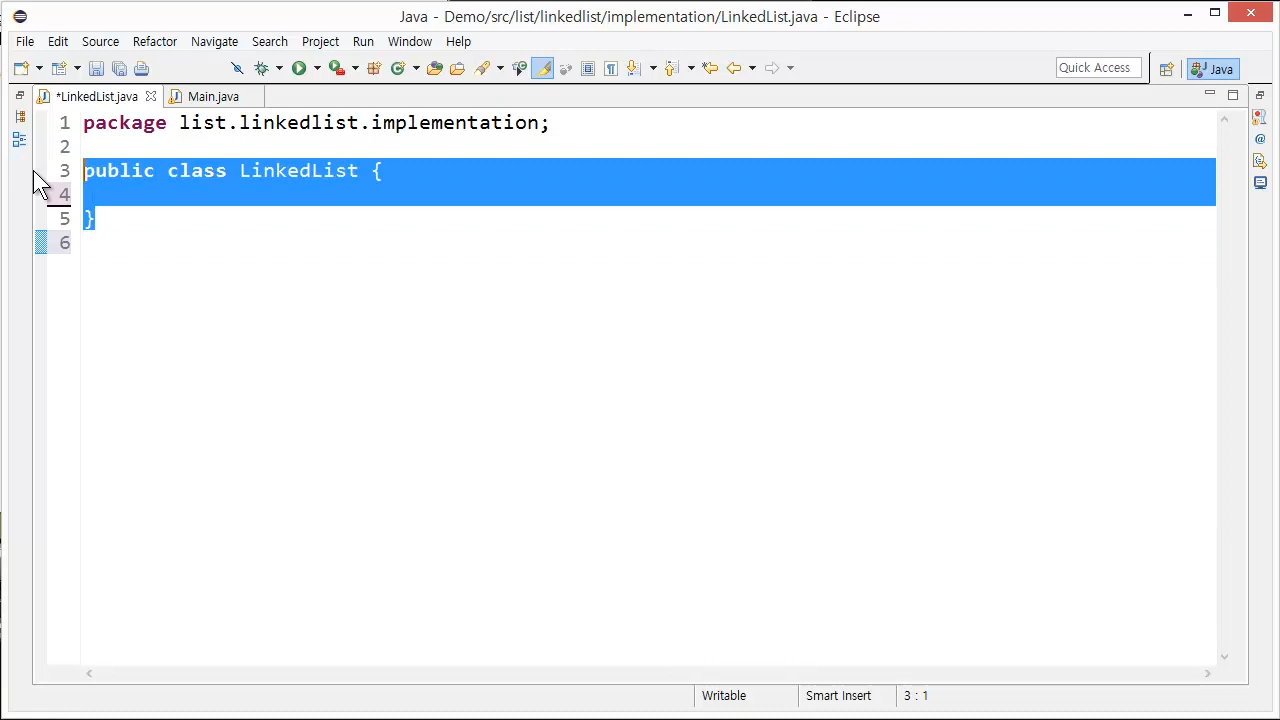 Java - Demo/src/list/linkedlist/implementation/LinkedList.java - Eclipse
File Edit Source Refactor Navigate Search Project Run Window Help
Quick Access Java
*LinkedList.java Main.java
1 package list.linkedlist.implementation;
2
3 public class LinkedList {
4
5 }
6
Writable Smart Insert 3 : 1